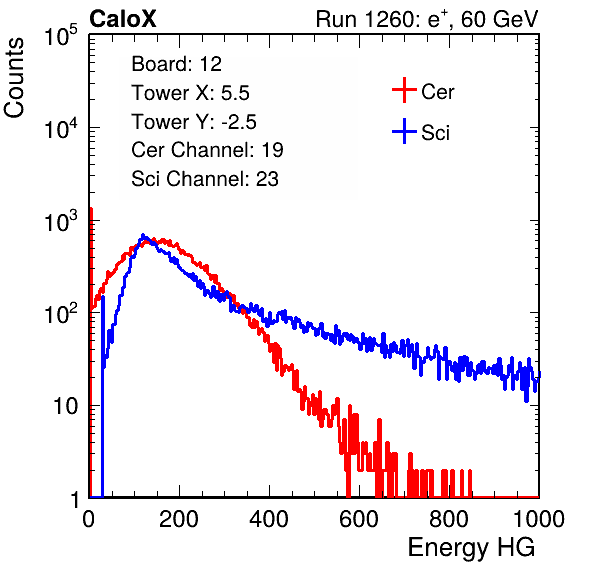 CaloX Run 1260: e⁺, 60 GeV
Counts
10⁵
10⁴
10³
10²
10
1
Board: 12
Tower X: 5.5
Tower Y: -2.5
Cer Channel: 19
Sci Channel: 23
Cer
Sci
0 200 400 600 800 1000
Energy HG